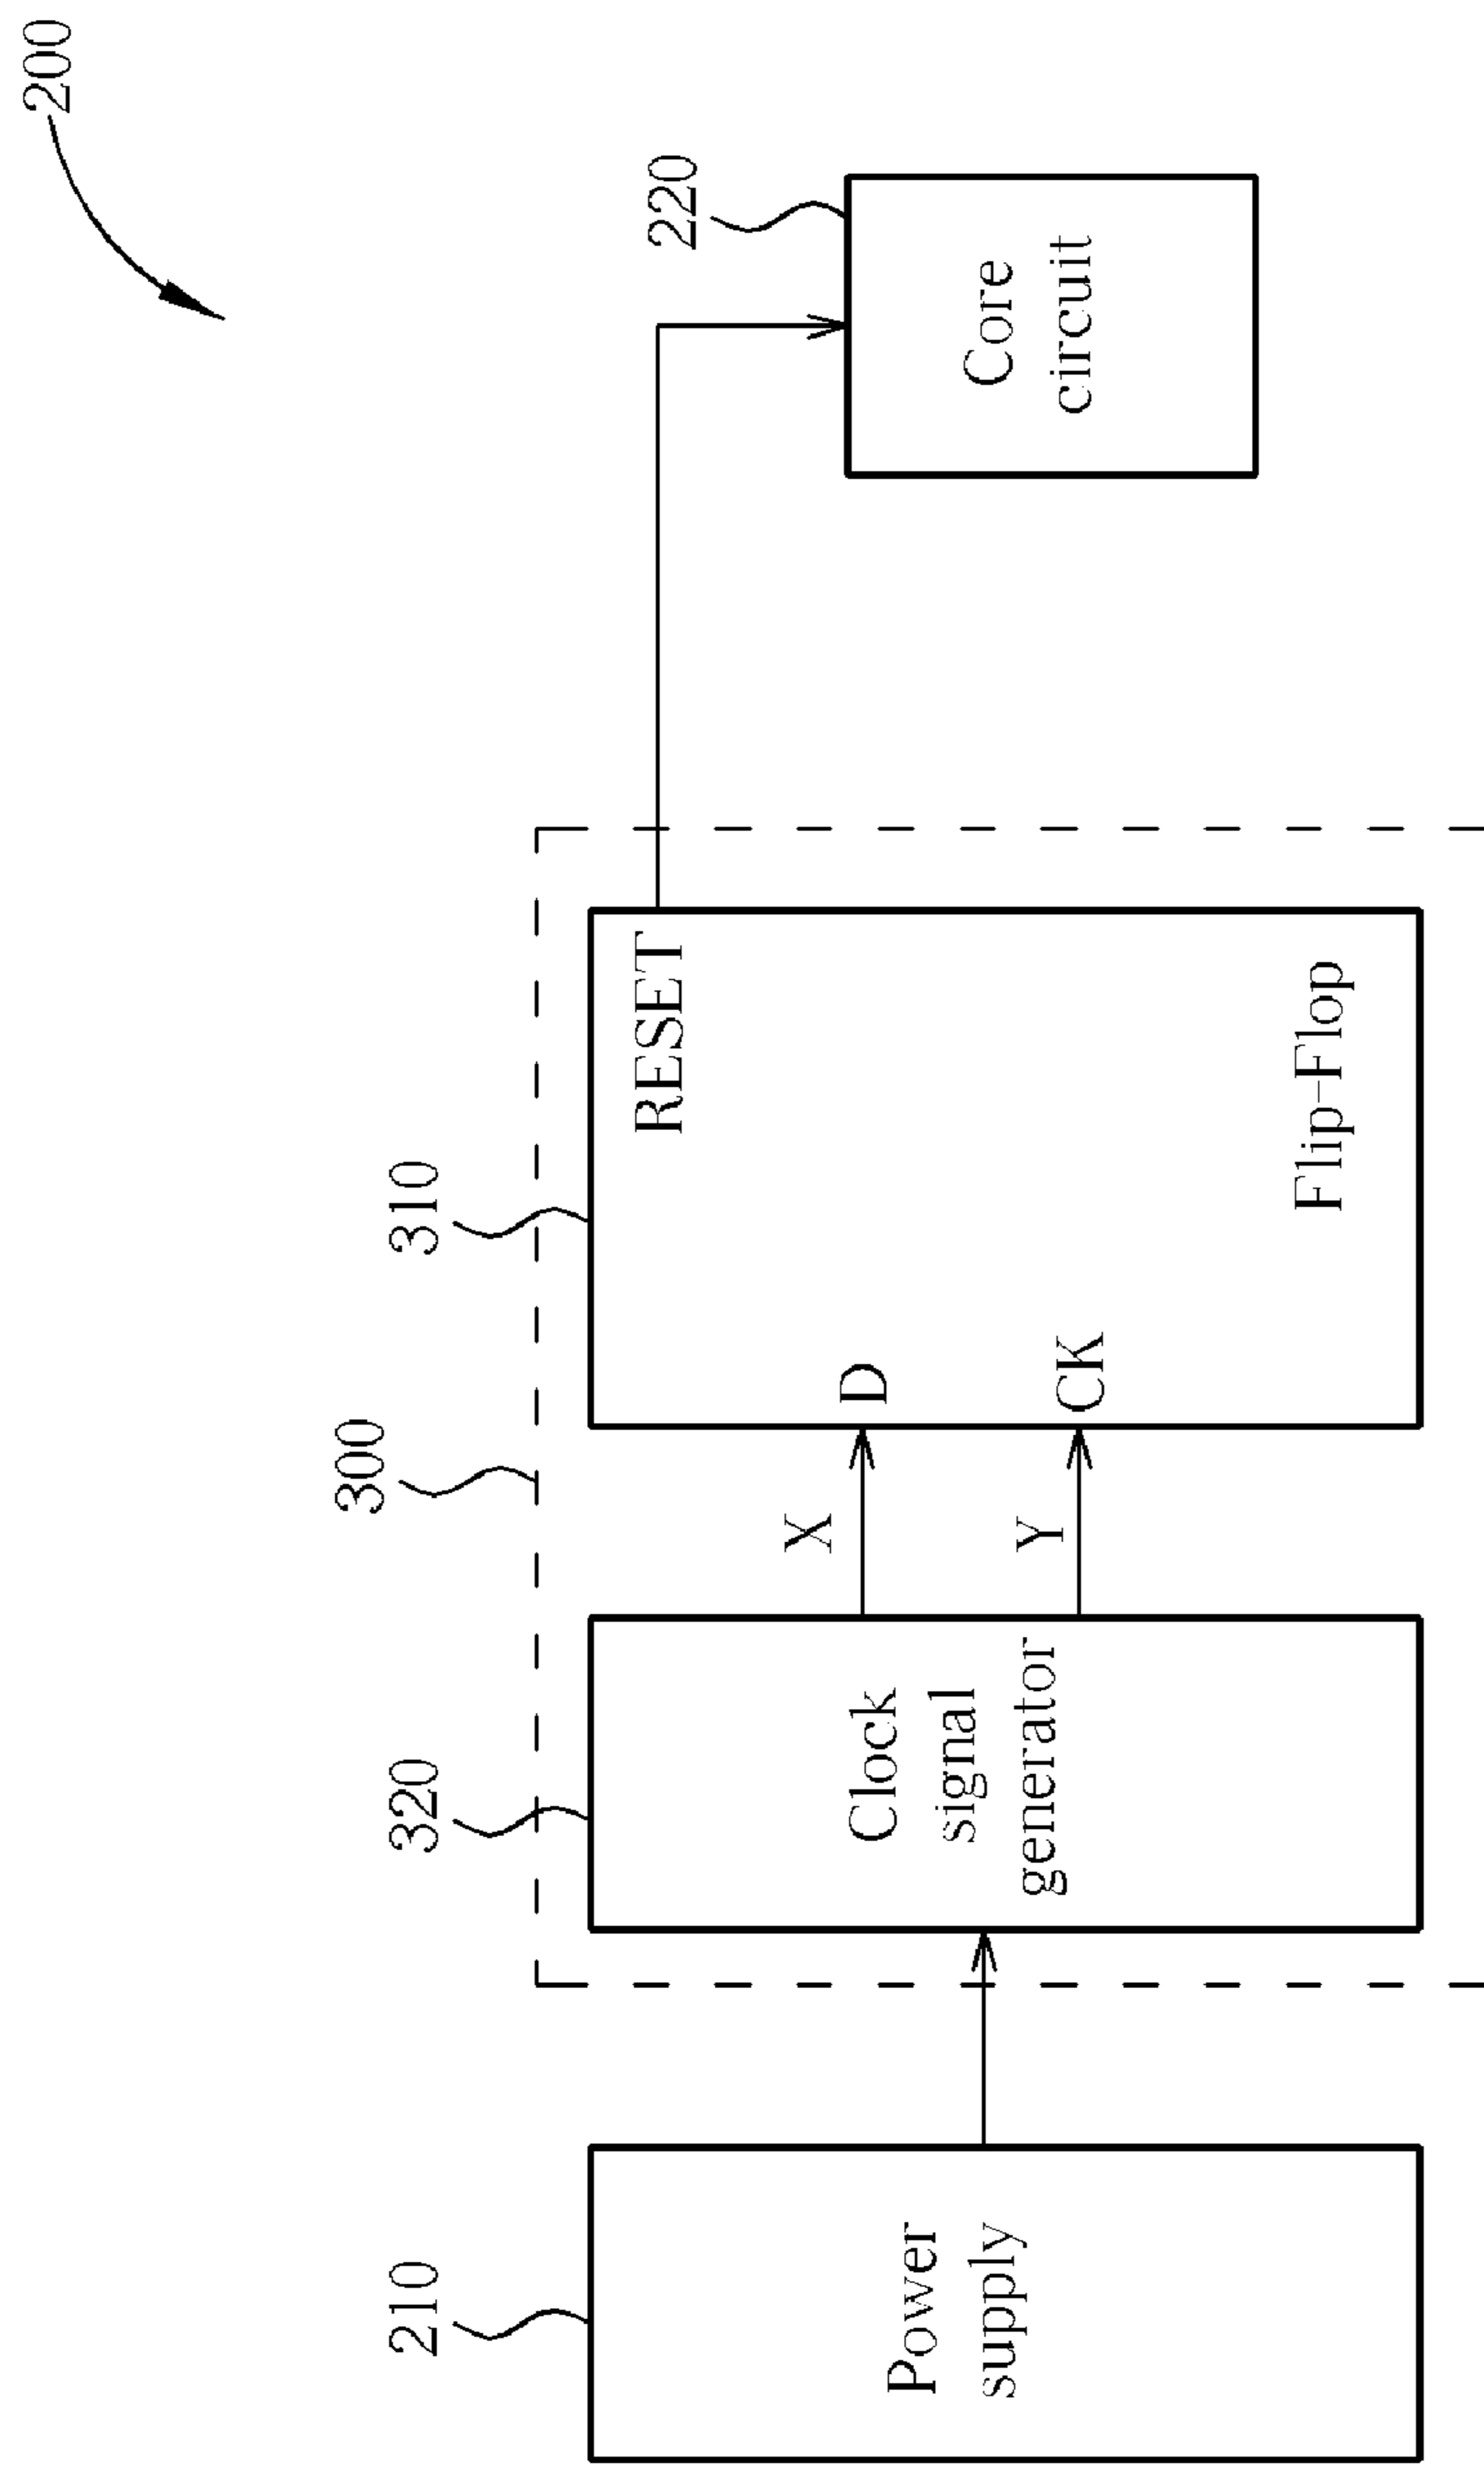 200
210
Power
supply
300
320
Clock
signal
generator
X
Y
310
D
CK
RESET
Flip-Flop
220
Core
circuit